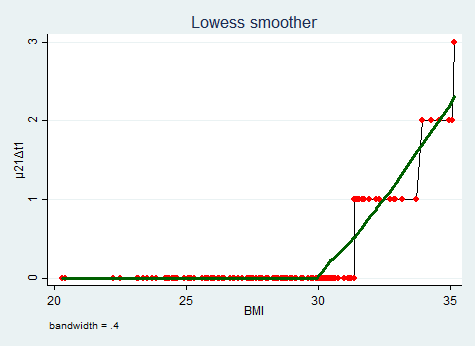 Lowess smoother
3
2
1
0
μ21Δt1
20 25 30 35
BMI
bandwidth = .4